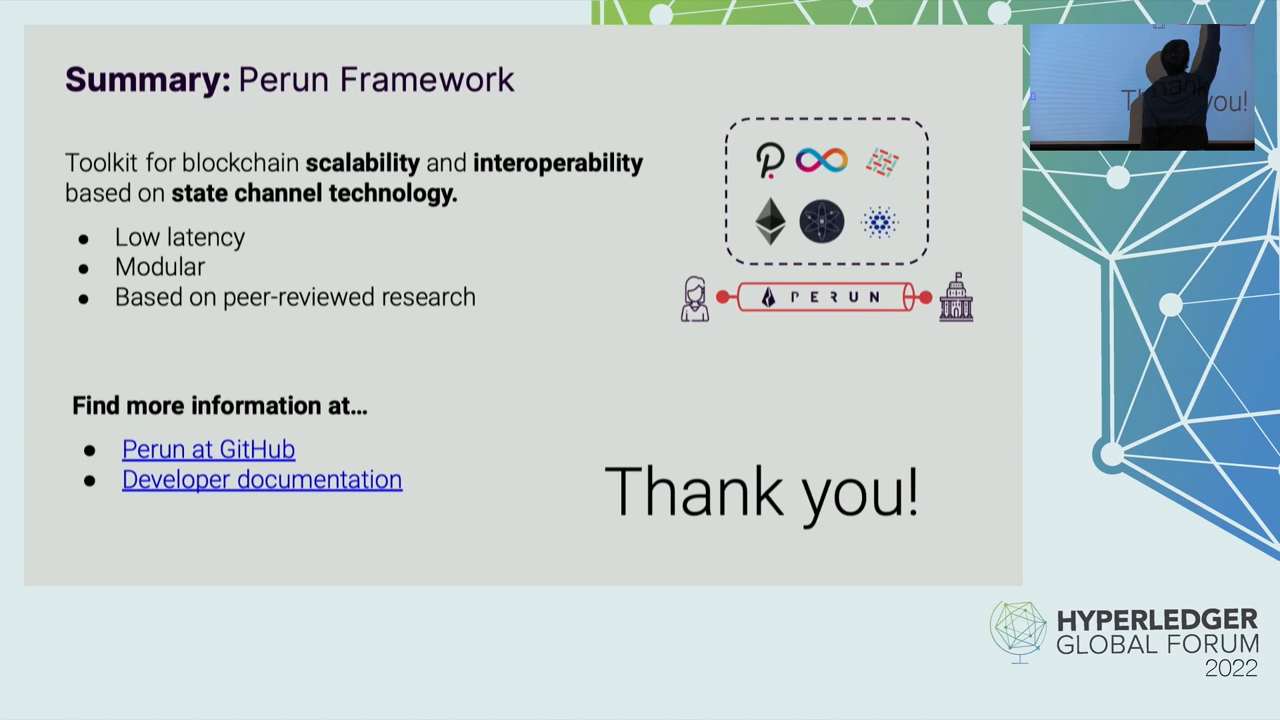 Summary: Perun Framework
Toolkit for blockchain scalability and interoperability
based on state channel technology.
● Low latency
● Modular
● Based on peer-reviewed research
PERUN
Find more information at…
● Perun at GitHub
● Developer documentation
Thank you!
Thank you!
HYPERLEDGER
GLOBAL FORUM
2022